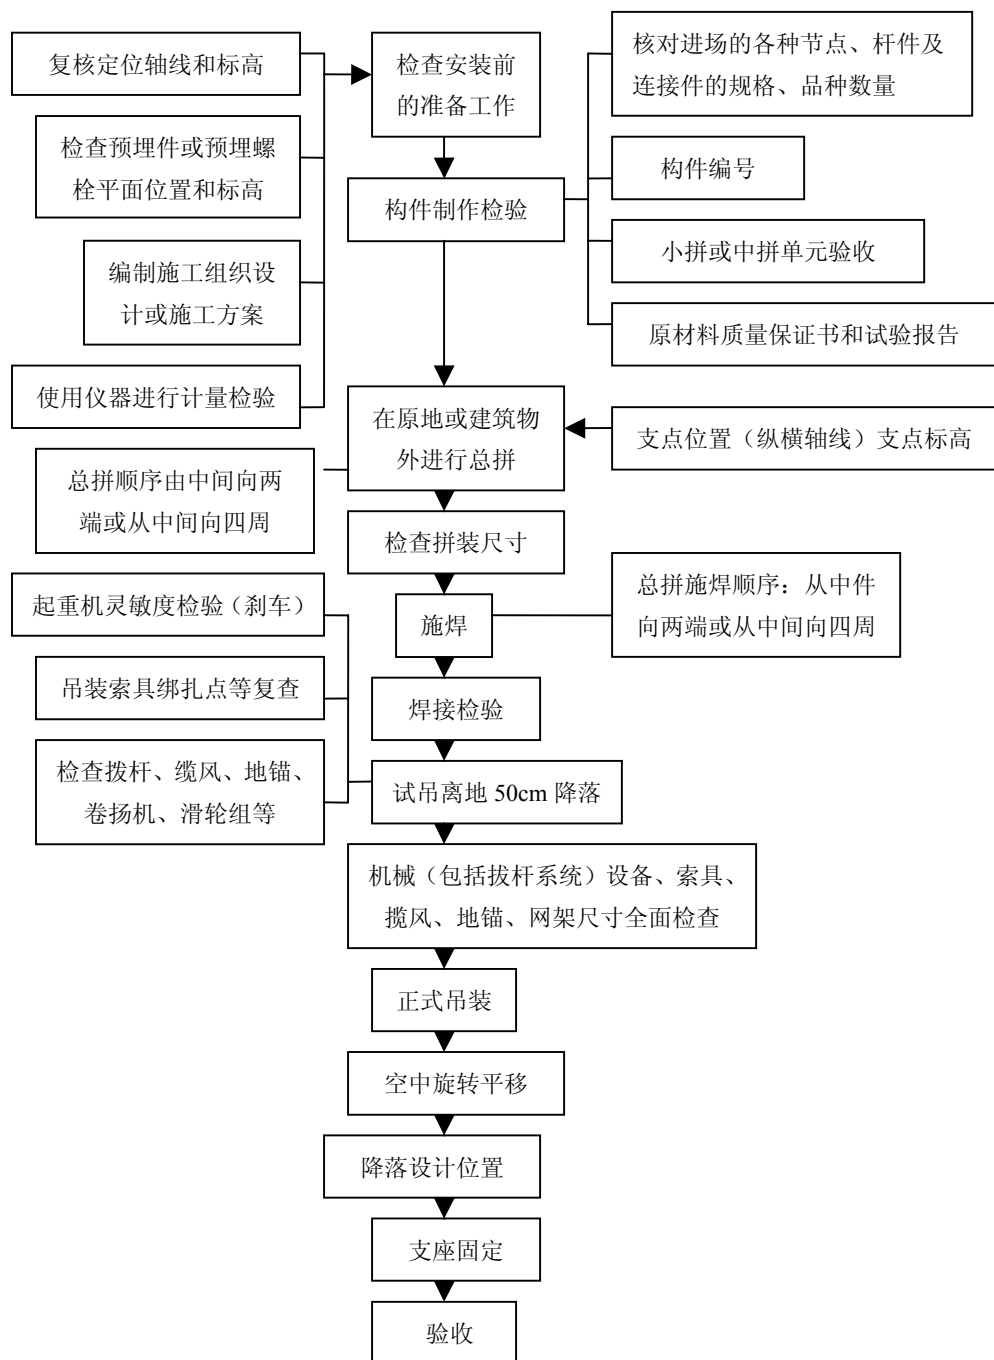 复核定位轴线和标高
检查安装前
的准备工作
核对进场的各种节点、杆件及
连接件的规格、品种数量
检查预埋件或预埋螺
栓平面位置和标高
构件编号
构件制作检验
小拼或中拼单元验收
编制施工组织设
计或施工方案
原材料质量保证书和试验报告
使用仪器进行计量检验
在原地或建筑物
外进行总拼
支点位置（纵横轴线）支点标高
总拼顺序由中间向两
端或从中间向四周
检查拼装尺寸
起重机灵敏度检验（刹车）
施焊
总拼施焊顺序：从中件
向两端或从中间向四周
吊装索具绑扎点等复查
焊接检验
检查拨杆、缆风、地锚、
卷扬机、滑轮组等
试吊离地 50cm 降落
机械（包括拔杆系统）设备、索具、
揽风、地锚、网架尺寸全面检查
正式吊装
空中旋转平移
降落设计位置
支座固定
验收